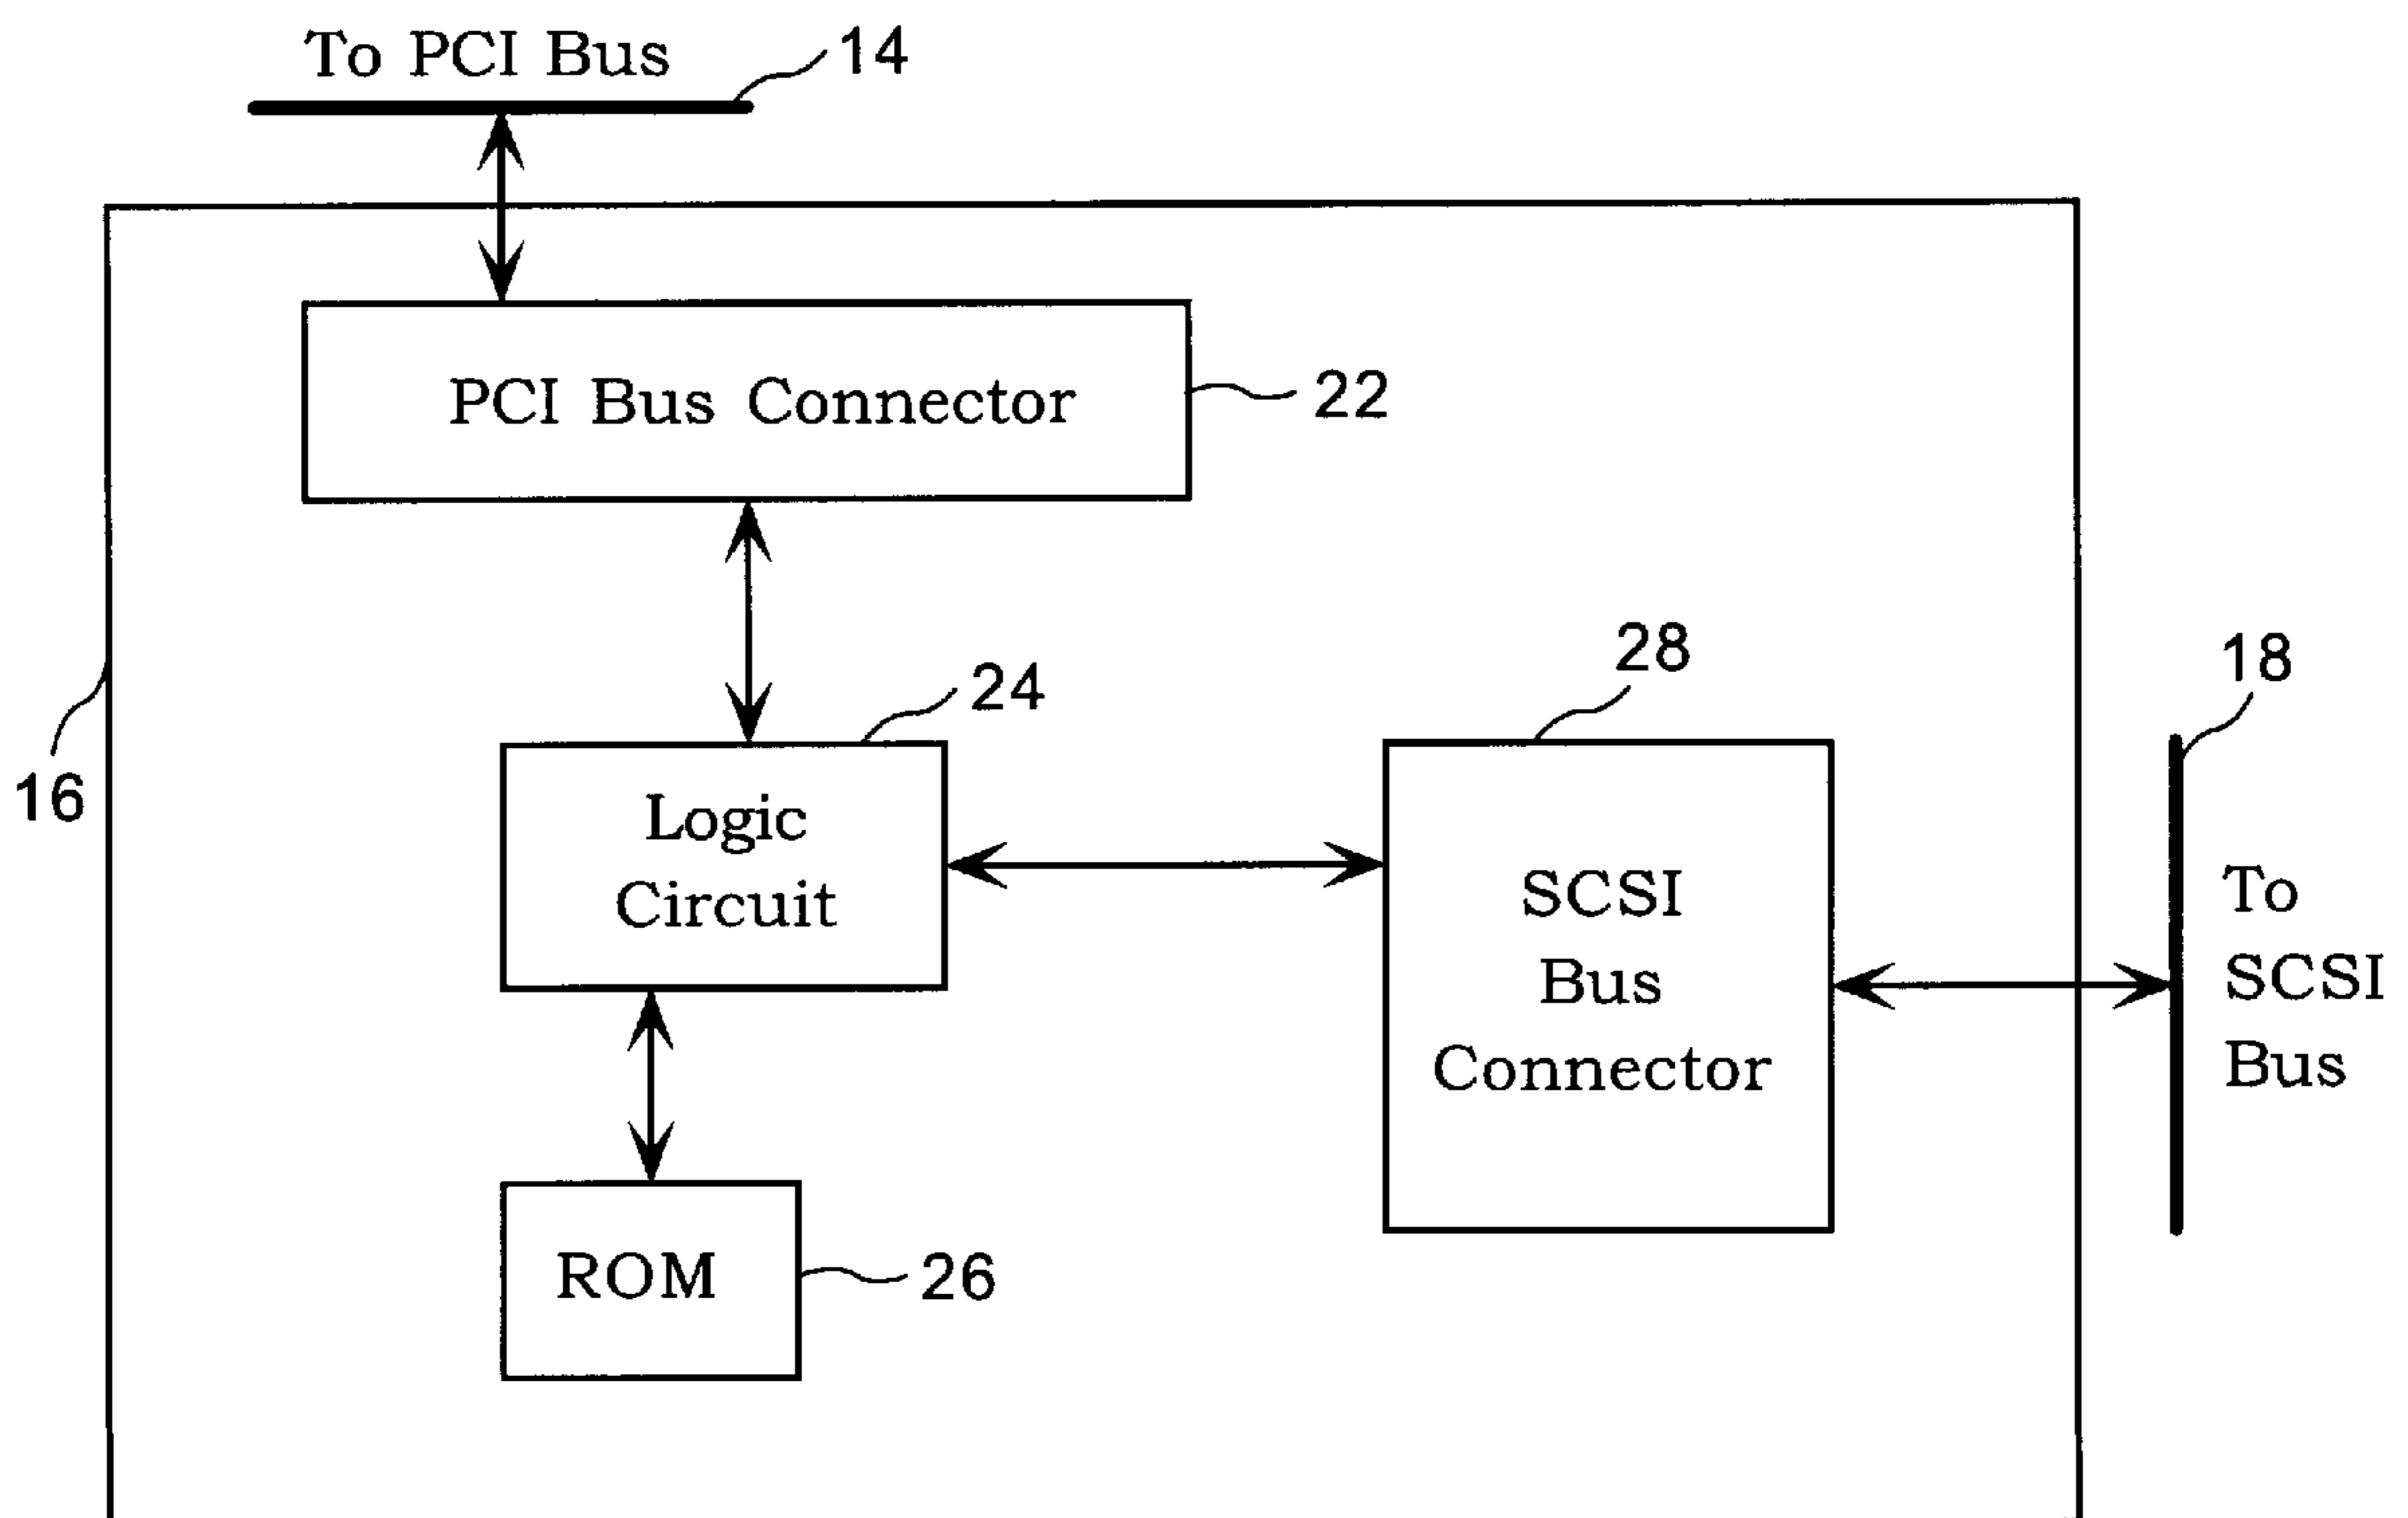 To PCI Bus
14
PCI Bus Connector
22
16
24
Logic
Circuit
28
SCSI
Bus
Connector
18
To
SCSI
Bus
ROM
26